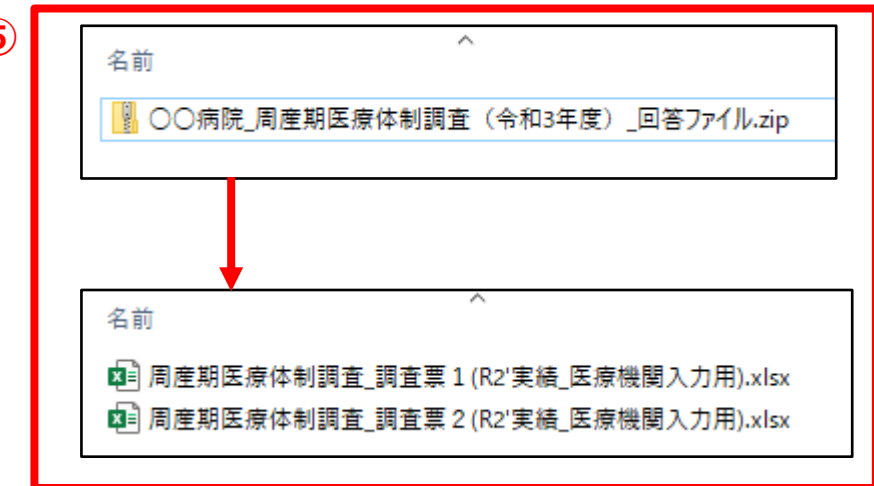 ⑤
名前
〇〇病院_周産期医療体制調査（令和3年度）_回答ファイル.zip
名前
周産期医療体制調査_調査票１(R2'実績_医療機関入力用).xlsx
周産期医療体制調査_調査票２(R2'実績_医療機関入力用).xlsx